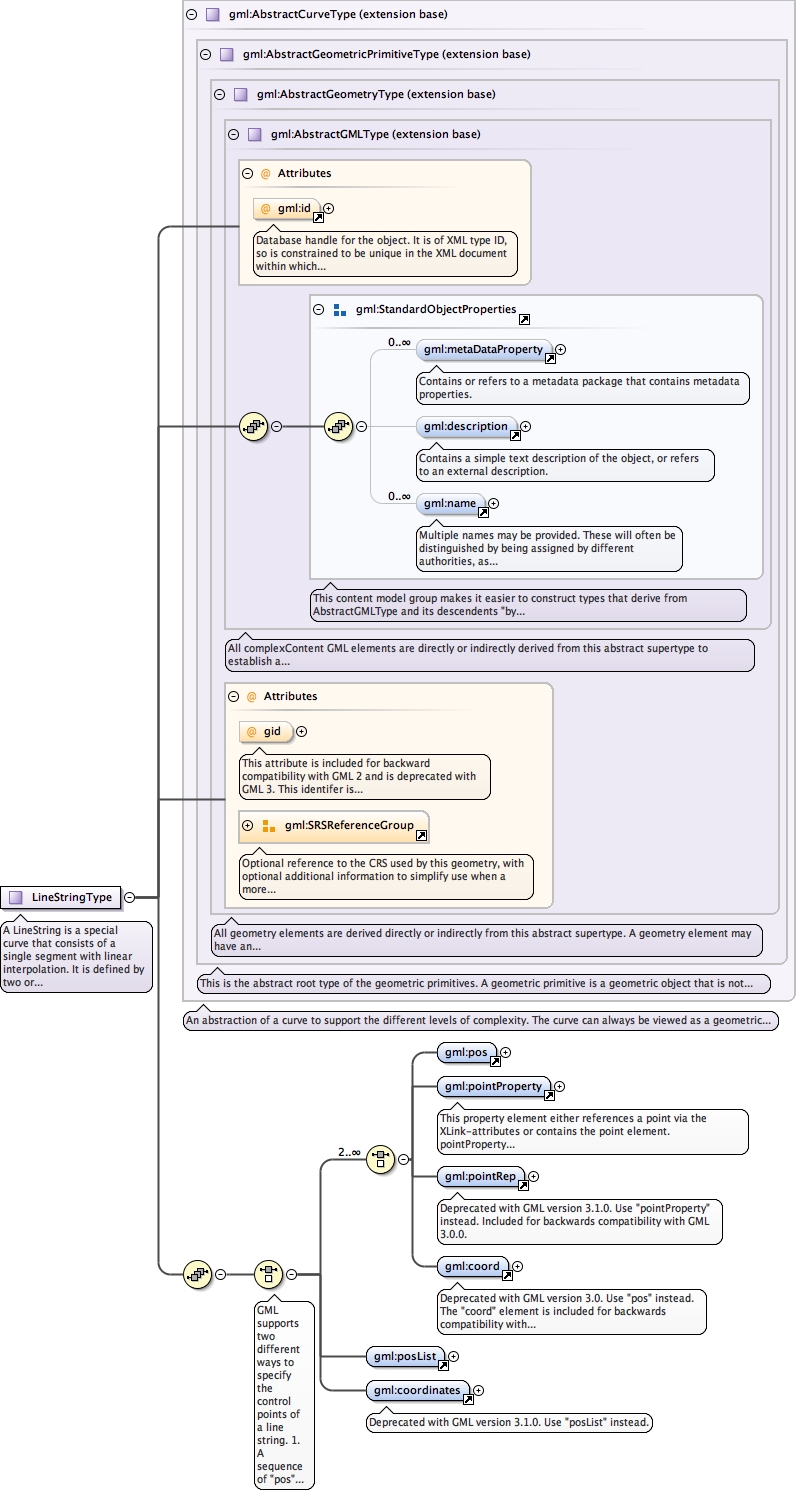 gml:AbstractCurveType (extension base)
gml:AbstractGeometricPrimitiveType (extension base)
gml:AbstractGeometryType (extension base)
gml:AbstractGMLType (extension base)
@ Attributes
@ gml:id
Database handle for the object. It is of XML type ID,
so is constrained to be unique in the XML document
within which...
gml:StandardObjectProperties
0..∞
gml:metaDataProperty
Contains or refers to a metadata package that contains metadata
properties.
gml:description
Contains a simple text description of the object, or refers
to an external description.
0..∞
gml:name
Multiple names may be provided. These will often be
distinguished by being assigned by different
authorities, as...
This content model group makes it easier to construct types that derive from
AbstractGMLType and its descendents "by...
All complexContent GML elements are directly or indirectly derived from this abstract supertype to
establish a...
@ Attributes
@ gid
This attribute is included for backward
compatibility with GML 2 and is deprecated with
GML 3. This identifer is...
gml:SRSReferenceGroup
Optional reference to the CRS used by this geometry, with
optional additional information to simplify use when a
more...
LineStringType
A LineString is a special
curve that consists of a
single segment with linear
interpolation. It is defined by
two or...
All geometry elements are derived directly or indirectly from this abstract supertype. A geometry element may
have an...
This is the abstract root type of the geometric primitives. A geometric primitive is a geometric object that is not...
An abstraction of a curve to support the different levels of complexity. The curve can always be viewed as a geometric...
gml:pos
gml:pointProperty
This property element either references a point via the
XLink-attributes or contains the point element.
pointProperty...
2..∞
gml:pointRep
Deprecated with GML version 3.1.0. Use "pointProperty"
instead. Included for backwards compatibility with GML
3.0.0.
gml:coord
Deprecated with GML version 3.0. Use "pos" instead.
The "coord" element is included for backwards
compatibility with...
GML
supports
two
different
ways to
specify
the
control
points of
a line
string. 1.
A
sequence
of "pos"...
gml:posList
gml:coordinates
Deprecated with GML version 3.1.0. Use "posList" instead.